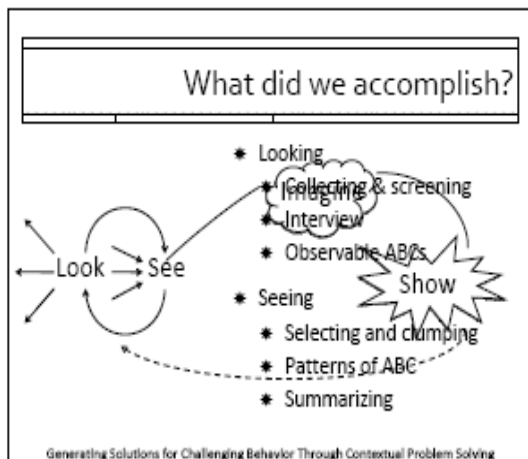 What did we accomplish?
Look
See
Imagine
Show
✷ Looking
✷ Collecting & screening
✷ Interview
✷ Observable ABCs
✷ Seeing
✷ Selecting and clumping
✷ Patterns of ABC
✷ Summarizing
Generating Solutions for Challenging Behavior Through Contextual Problem Solving